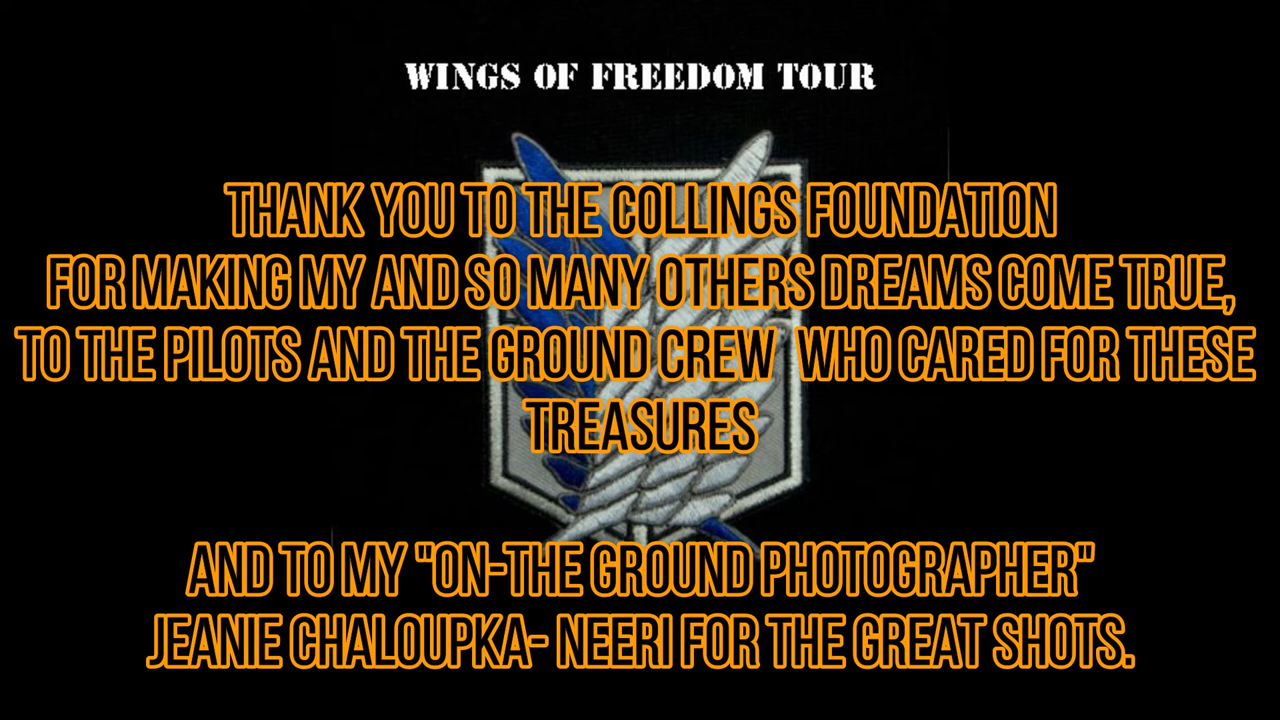 WINGS OF FREEDOM TOUR
THANK YOU TO THE COLLINGS FOUNDATION
FOR MAKING MY AND SO MANY OTHERS DREAMS COME TRUE,
TO THE PILOTS AND THE GROUND CREW  WHO CARED FOR THESE
TREASURES
AND TO MY "ON-THE GROUND PHOTOGRAPHER"
JEANIE CHALOUPKA- NEERI FOR THE GREAT SHOTS.